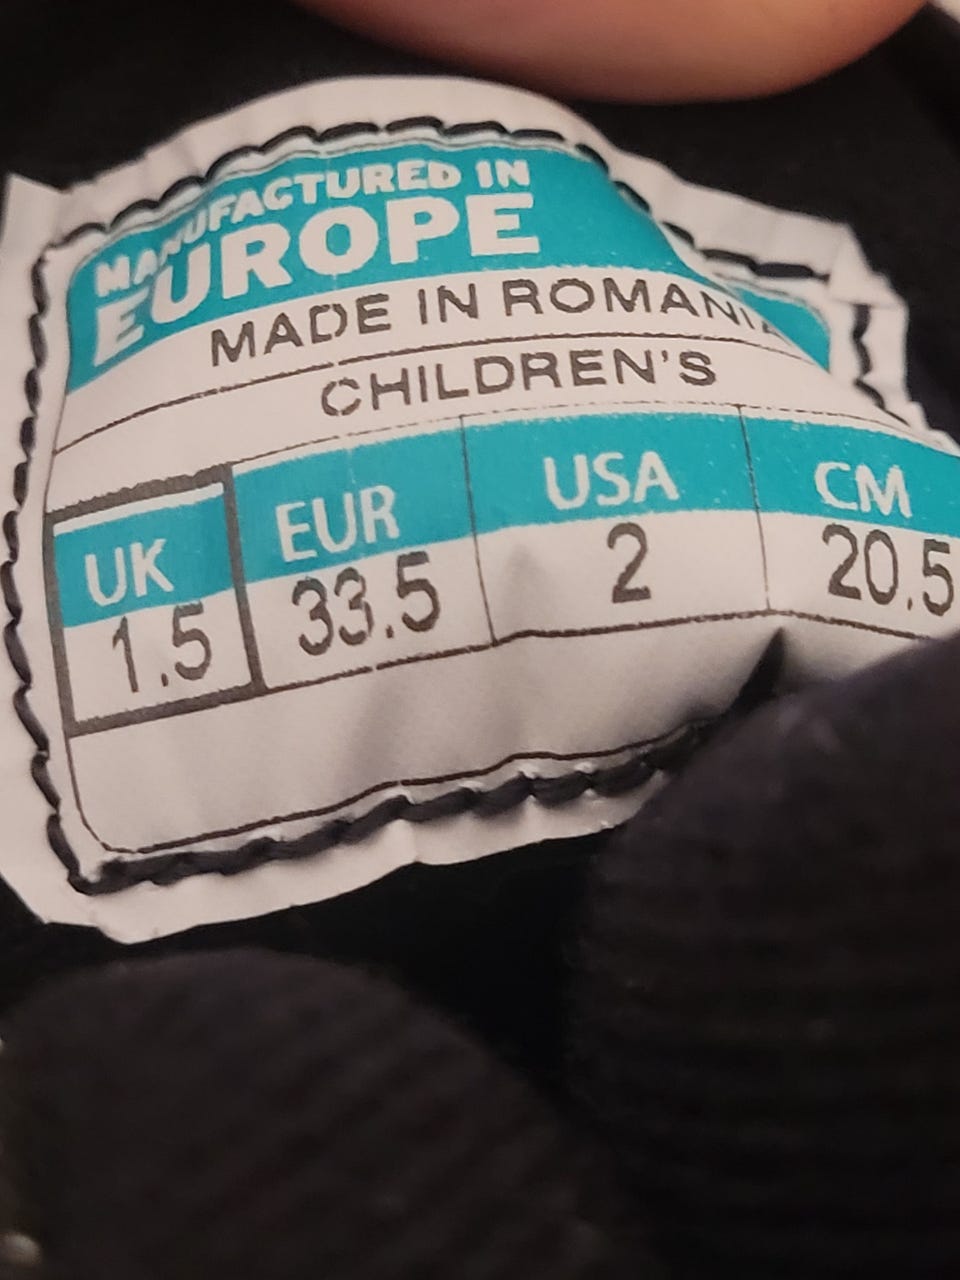 MANUFACTURED IN
EUROPE
MADE IN ROMANIA
CHILDREN'S
UK EUR USA CM
1.5 33.5 2 20.5